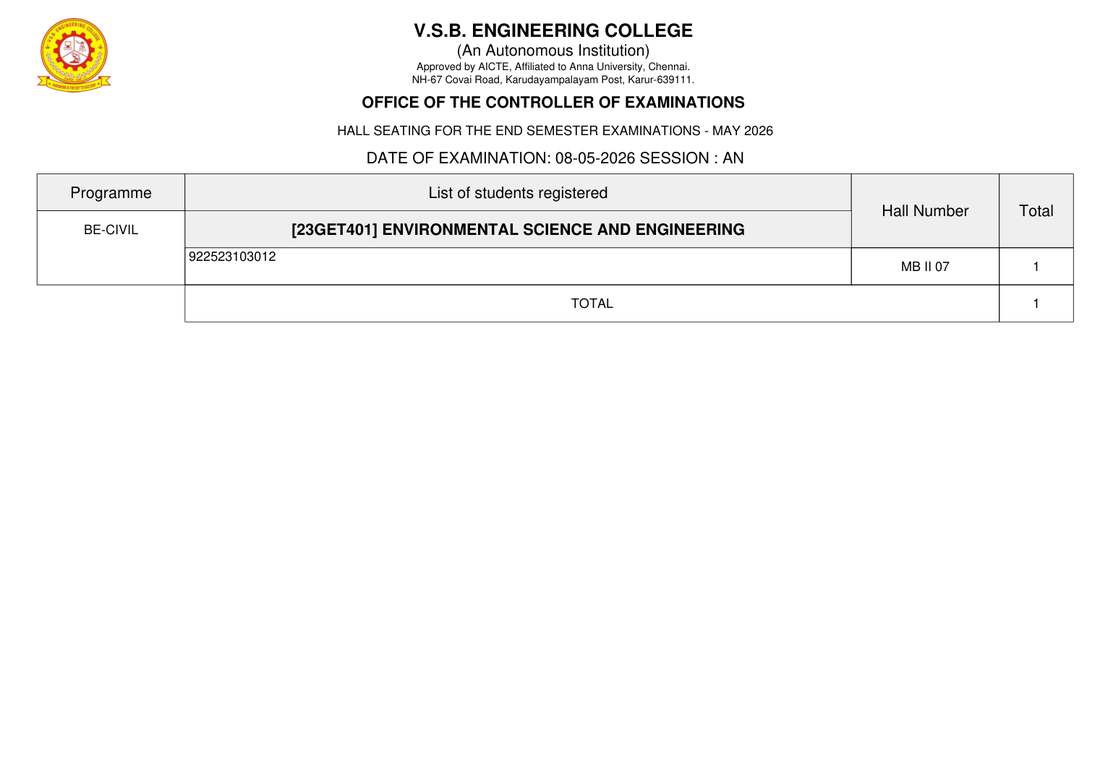 V.S.B. ENGINEERING COLLEGE
(An Autonomous Institution)
Approved by AICTE, Affiliated to Anna University, Chennai.
NH-67 Covai Road, Karudayampalayam Post, Karur-639111.
OFFICE OF THE CONTROLLER OF EXAMINATIONS
HALL SEATING FOR THE END SEMESTER EXAMINATIONS - MAY 2026
DATE OF EXAMINATION: 08-05-2026 SESSION : AN
Programme List of students registered Hall Number Total
BE-CIVIL [23GET401] ENVIRONMENTAL SCIENCE AND ENGINEERING
922523103012 MB II 07 1
TOTAL 1